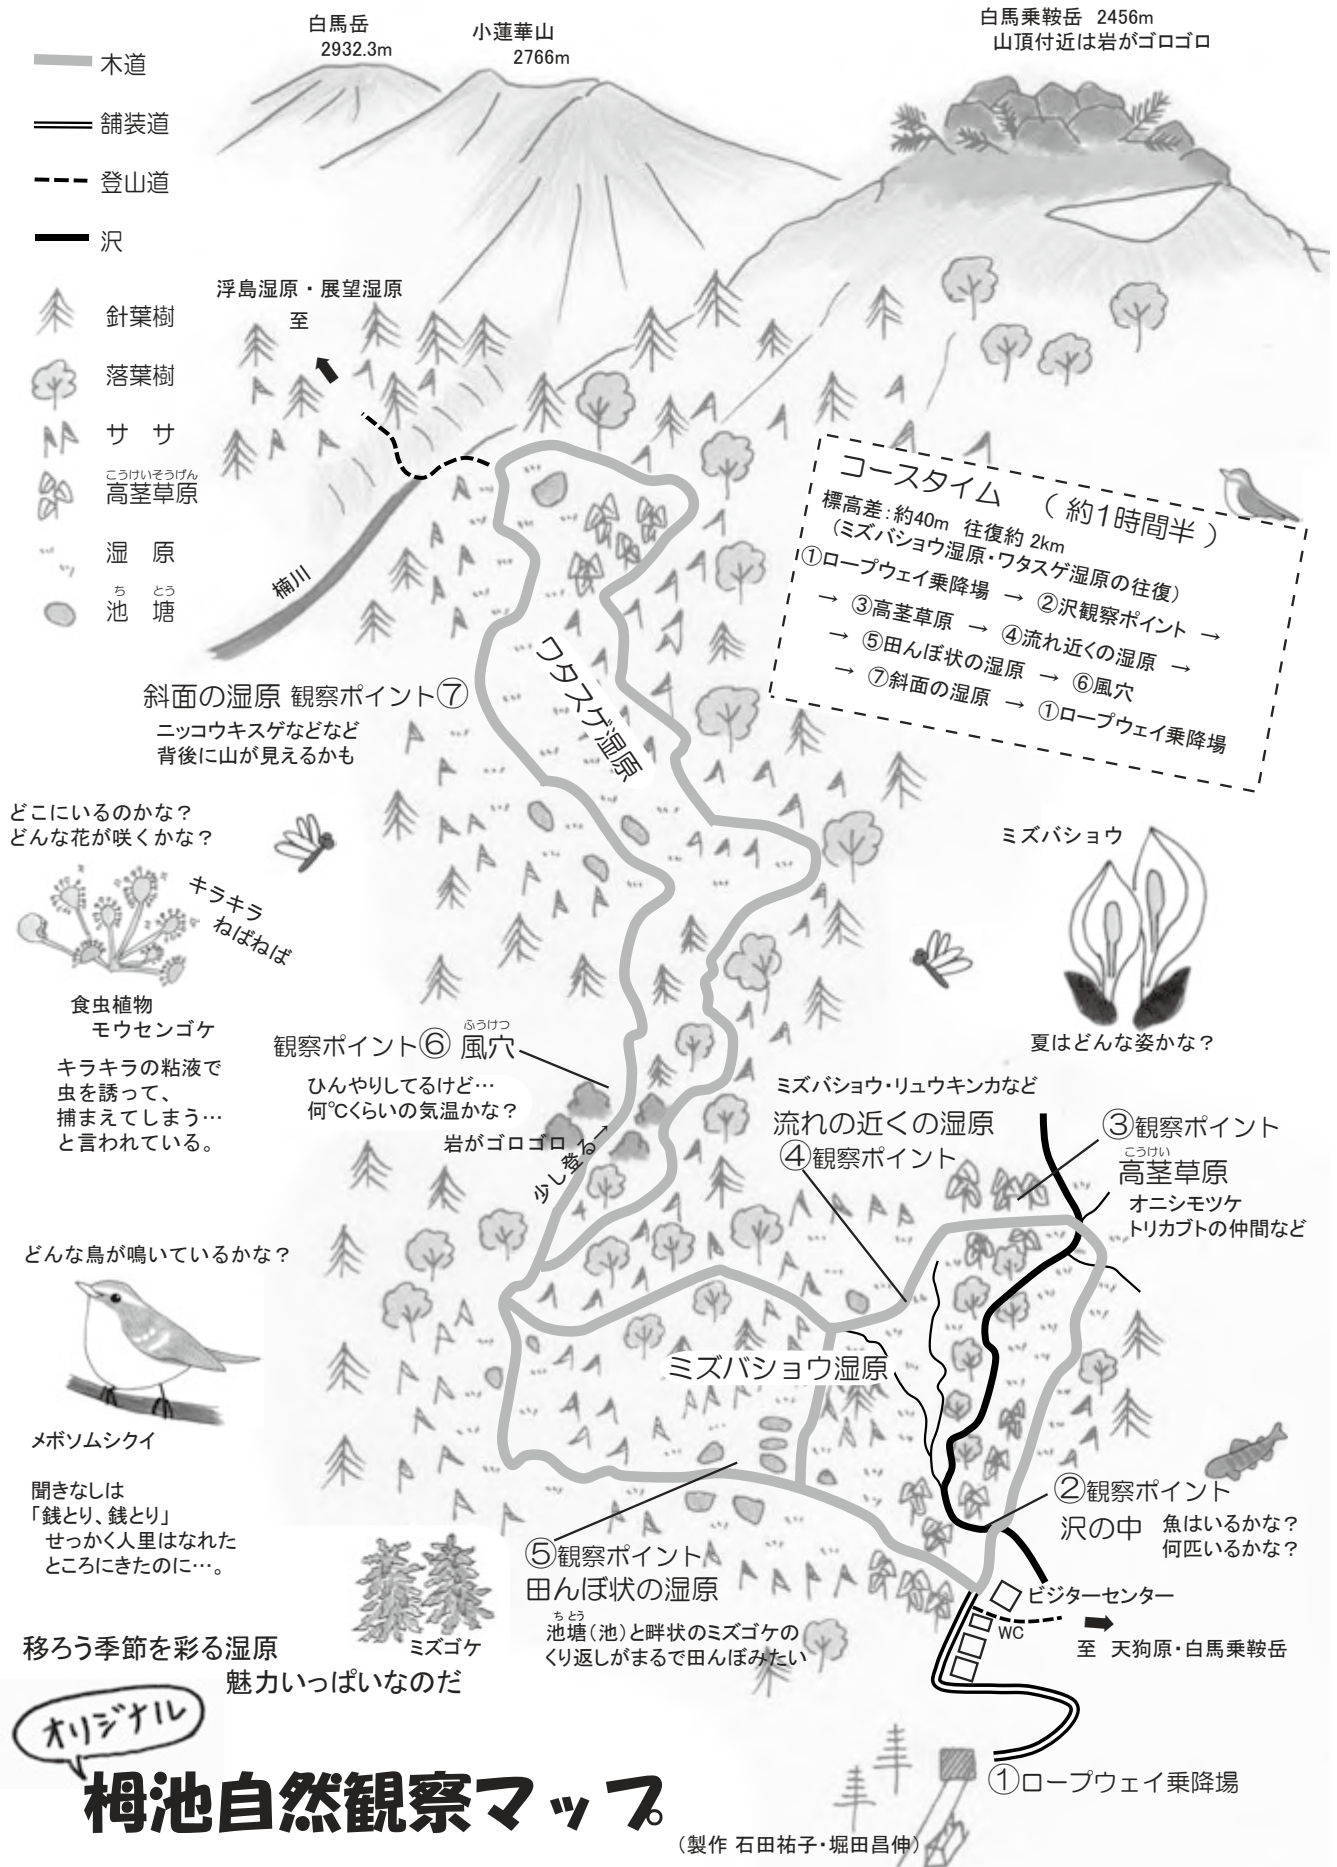 白馬岳
2932.3m
小蓮華山
2766m
白馬乗鞍岳 2456m
山頂付近は岩がゴロゴロ
木道
舗装道
登山道
沢
針葉樹
落葉樹
ササ
こうけいそうげん
高茎草原
湿原
ち とう
池塘
浮島湿原・展望湿原
至
楠川
コースタイム (約1時間半)
標高差:約40m 往復約 2km
(ミズバショウ湿原・ワタスゲ湿原の往復)
①ロープウェイ乗降場 → ②沢観察ポイント →
→ ③高茎草原 → ④流れ近くの湿原 →
→ ⑤田んぼ状の湿原 → ⑥風穴
→ ⑦斜面の湿原 → ①ロープウェイ乗降場
ワタスゲ湿原
斜面の湿原 観察ポイント⑦
ニッコウキスゲなどなど
背後に山が見えるかも
どこにいるのかな?
どんな花が咲くかな?
キラキラ
ねばねば
食虫植物
モウセンゴケ
キラキラの粘液で
虫を誘って、
捕まえてしまう…
と言われている。
ミズバショウ
夏はどんな姿かな?
ふうけつ
観察ポイント⑥ 風穴
ひんやりしてるけど…
何℃くらいの気温かな?
岩がゴロゴロ
少し登る→
ミズバショウ・リュウキンカなど
流れの近くの湿原
④観察ポイント
③観察ポイント
こうけい
高茎草原
オニシモツケ
トリカブトの仲間など
どんな鳥が鳴いているかな?
メボソムシクイ
聞きなしは
「銭とり、銭とり」
せっかく人里はなれた
ところにきたのに…。
ミズバショウ湿原
②観察ポイント
沢の中 魚はいるかな?
何匹いるかな?
⑤観察ポイント
田んぼ状の湿原
ち とう
池塘(池)と畔状のミズゴケの
くり返しがまるで田んぼみたい
ミズゴケ
ビジターセンター
WC
至 天狗原・白馬乗鞍岳
移ろう季節を彩る湿原
魅力いっぱいなのだ
オリジナル
栂池自然観察マップ
①ロープウェイ乗降場
(製作 石田祐子・堀田昌伸)